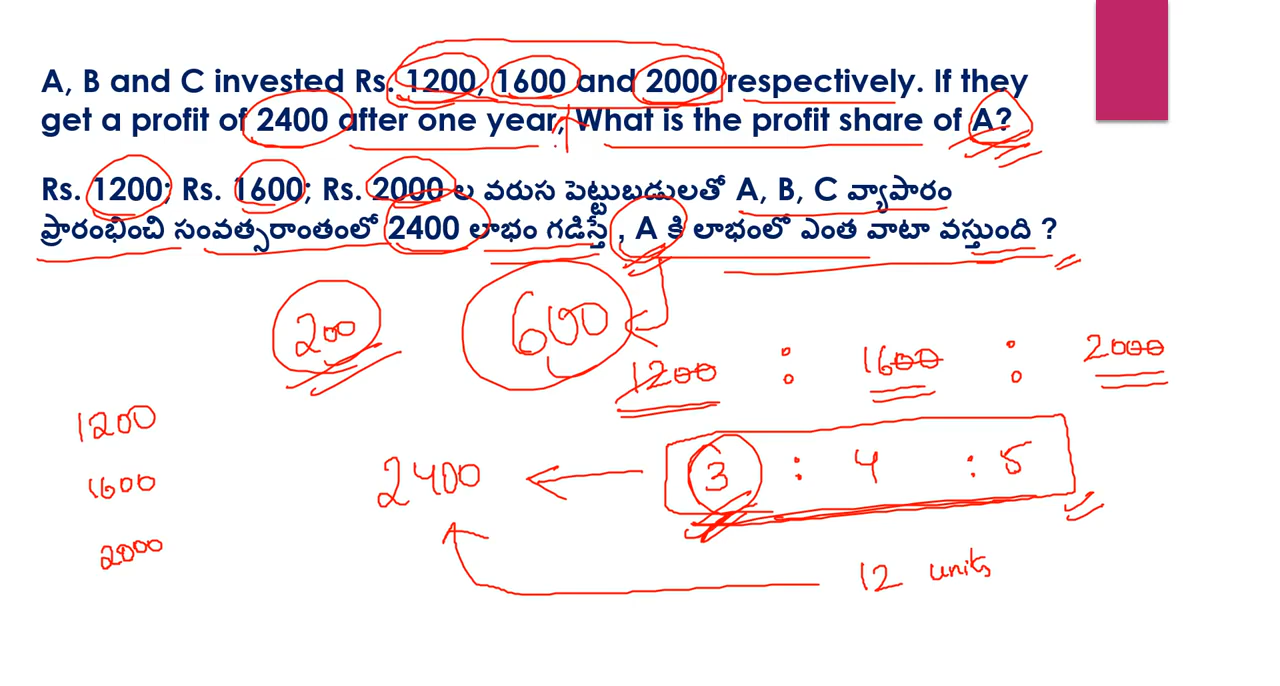 A, B and C invested Rs. 1200, 1600 and 2000 respectively. If they
get a profit of 2400 after one year, What is the profit share of A?
Rs. 1200; Rs. 1600; Rs. 2000 ల వరుస పెట్టుబడులతో A, B, C వ్యాపారం
ప్రారంభించి సంవత్సరాంతంలో 2400 లాభం గడిస్తే , A కి లాభంలో ఎంత వాటా వస్తుంది ?
200 600
1200 : 1600 : 2000
1200
2400 3 : 4 : 5
1600
2000
12 units